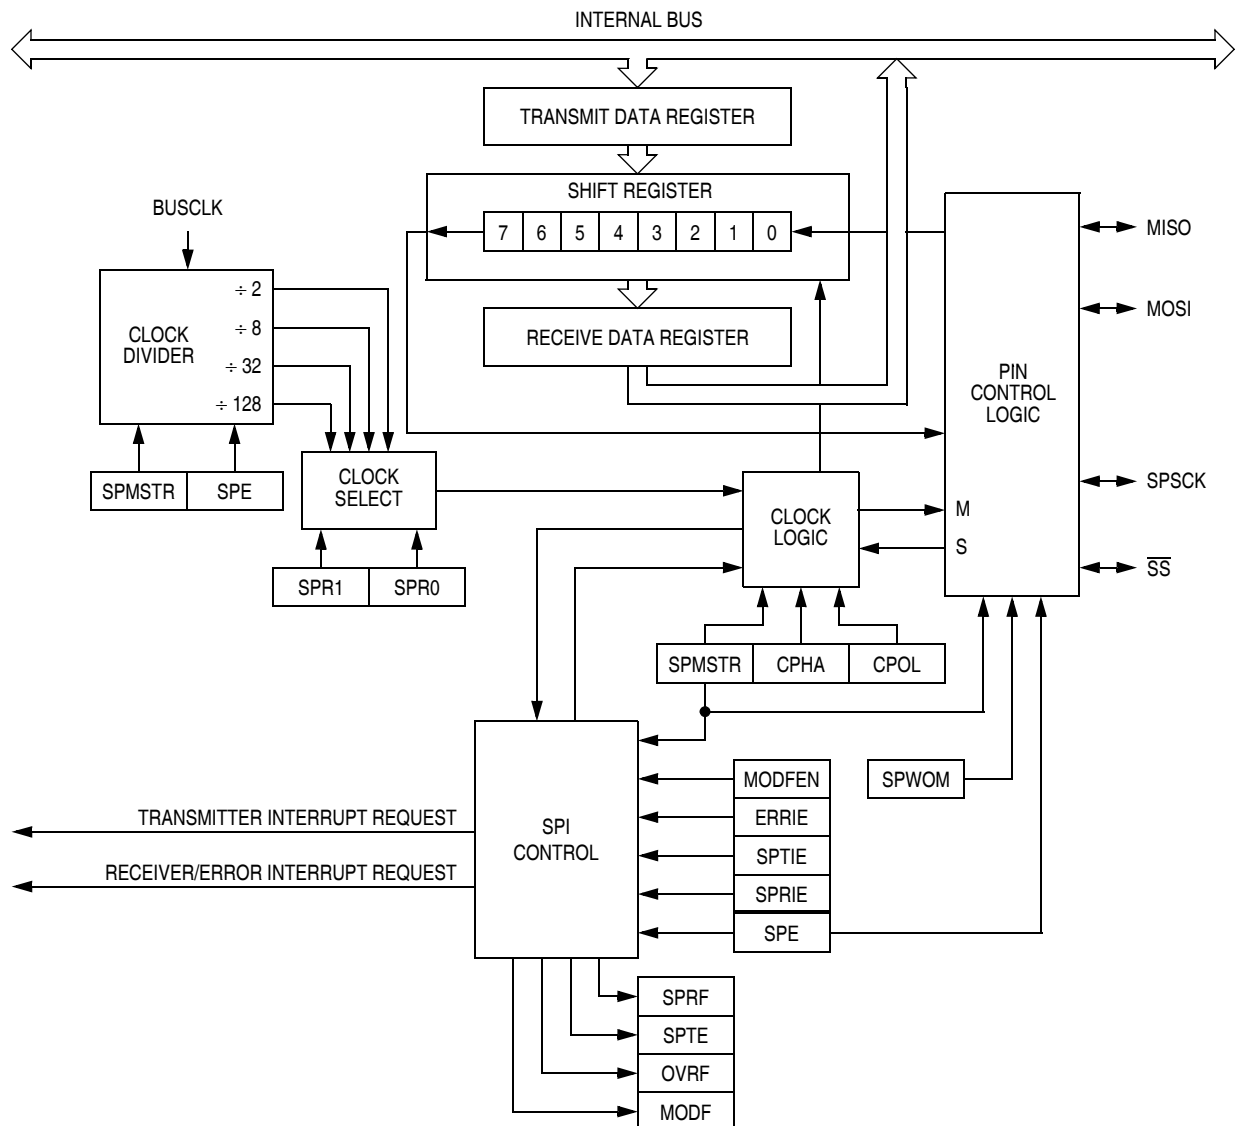 INTERNAL BUS
TRANSMIT DATA REGISTER
SHIFT REGISTER
7 6 5 4 3 2 1 0
BUSCLK
CLOCK
DIVIDER
÷ 2
÷ 8
÷ 32
÷ 128
RECEIVE DATA REGISTER
PIN
CONTROL
LOGIC
MISO
MOSI
SPSCK
SS
M
S
SPMSTR SPE
CLOCK
SELECT
SPR1 SPR0
CLOCK
LOGIC
SPMSTR CPHA CPOL
SPI
CONTROL
MODFEN
ERRIE
SPTIE
SPRIE
SPE
SPWOM
TRANSMITTER INTERRUPT REQUEST
RECEIVER/ERROR INTERRUPT REQUEST
SPRF
SPTE
OVRF
MODF